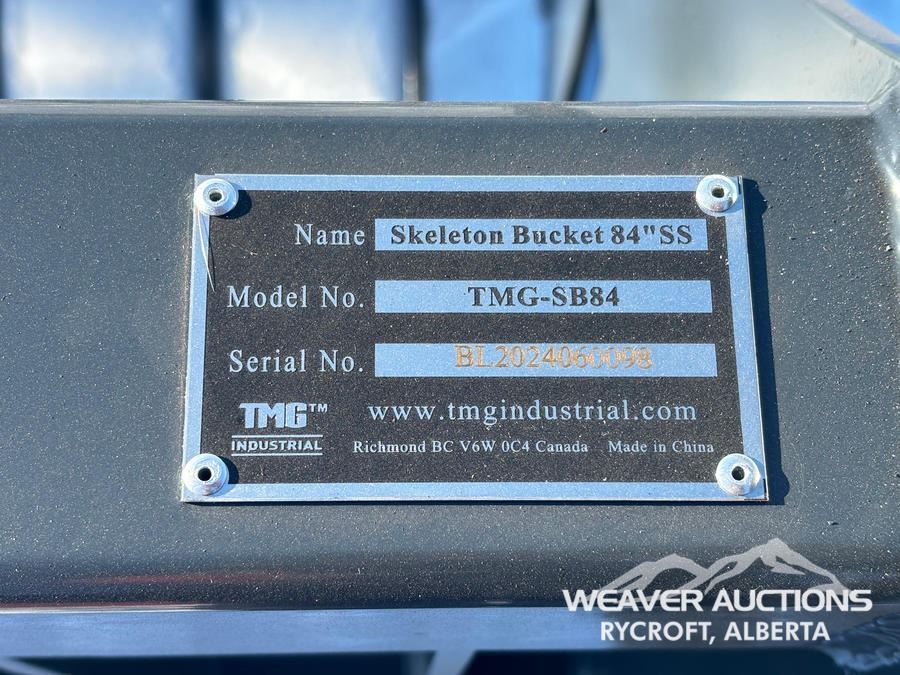 Name Skeleton Bucket 84"SS
Model No. TMG-SB84
Serial No. BL2024060098
TMG™ www.tmgindustrial.com
INDUSTRIAL Richmond BC V6W 0C4 Canada Made in China
WEAVER AUCTIONS
RYCROFT, ALBERTA